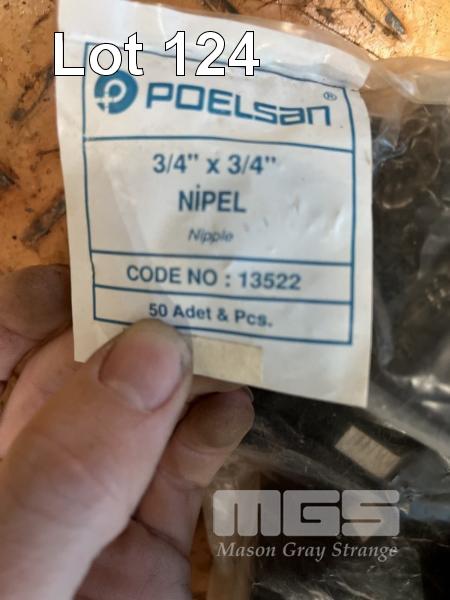 Lot 124
POELSAN®
3/4" x 3/4"
NİPEL
Nipple
CODE NO : 13522
50 Adet & Pcs.
MGS
Mason Gray Strange